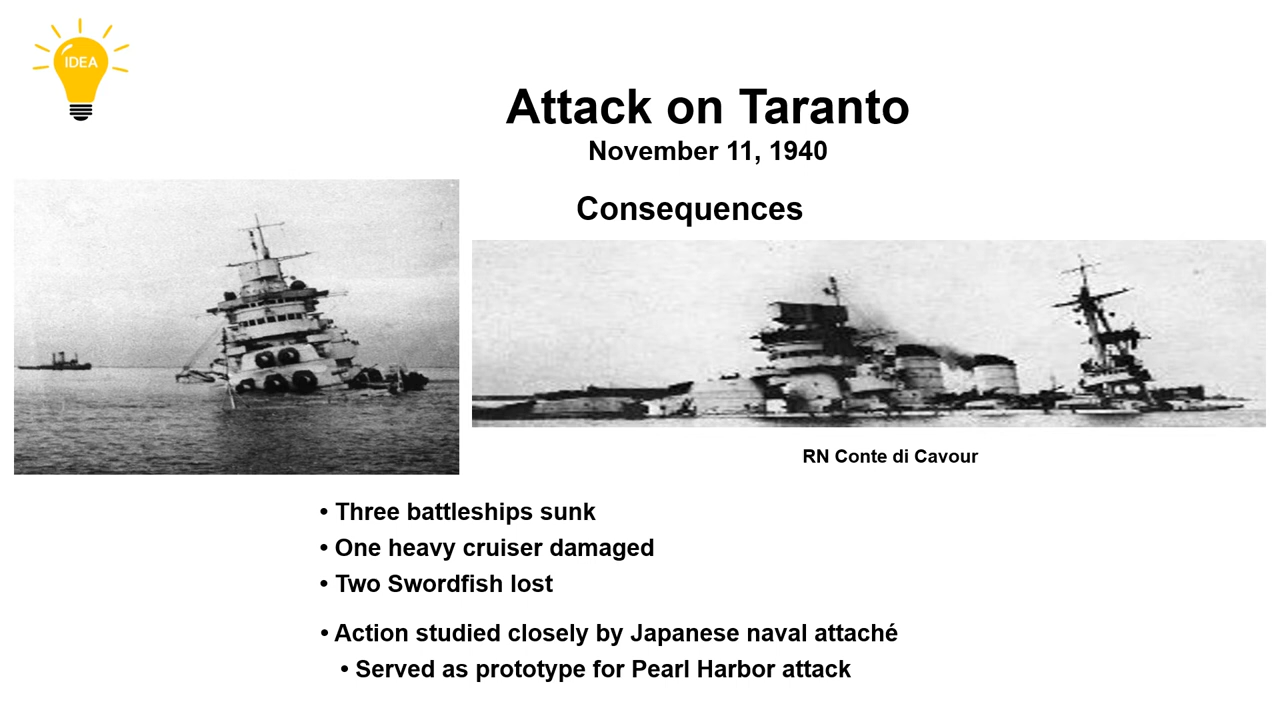 IDEA
Attack on Taranto
November 11, 1940
Consequences
RN Conte di Cavour
• Three battleships sunk
• One heavy cruiser damaged
• Two Swordfish lost
• Action studied closely by Japanese naval attaché
• Served as prototype for Pearl Harbor attack